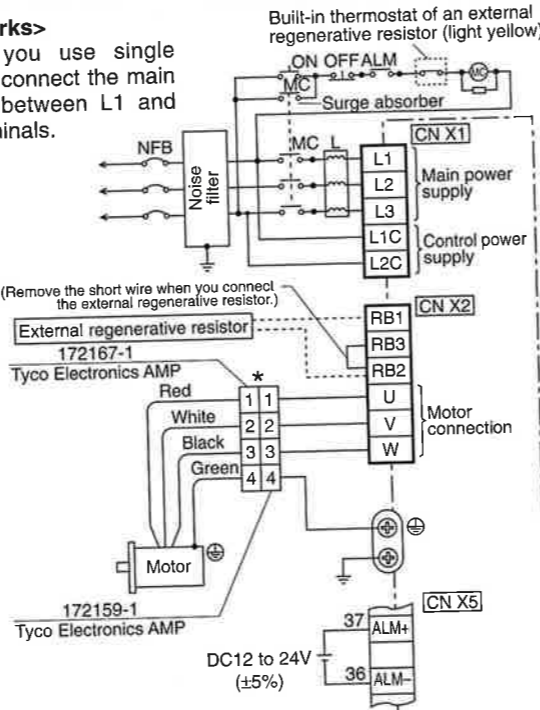 rks>
you use single
connect the main
between L1 and
minals.
Built-in thermostat of an external
regenerative resistor (light yellow)
ON OFF ALM
MC
MC
Surge absorber
CN X1
NFB
Noise
filter
MC L
L1
L2
L3
L1C
L2C
Main power
supply
Control power
supply
(Remove the short wire when you connect
the external regenerative resistor.)
External regenerative resistor
CN X2
RB1
RB3
RB2
U
V
W
Motor
connection
172167-1
Tyco Electronics AMP
*
Red
White
Black
Green
1 1
2 2
3 3
4 4
Motor
172159-1
Tyco Electronics AMP
CN X5
37 ALM+
DC12 to 24V
(±5%)
36 ALM-